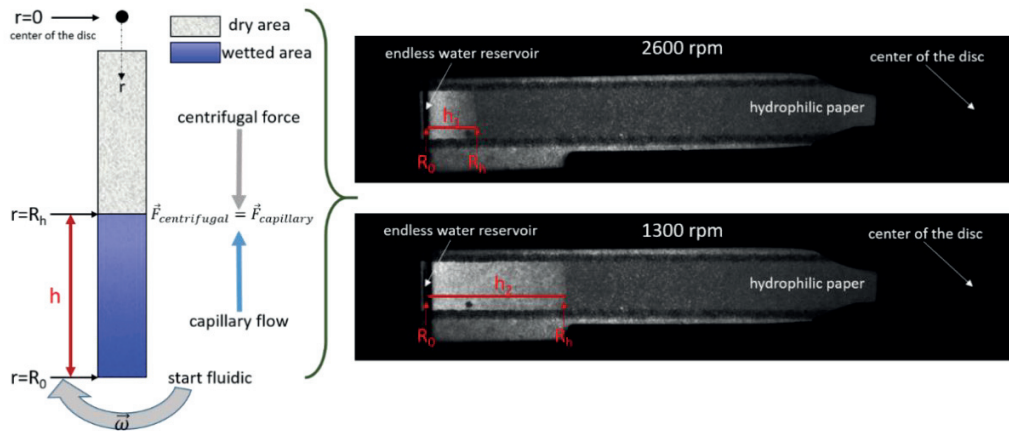 r=0
center of the disc
r
dry area
wetted area
centrifugal force
r=Rₕ
F⃗centrifugal = F⃗capillary
h
capillary flow
r=R₀
start fluidic
ω⃗
2600 rpm
endless water reservoir
center of the disc
hydrophilic paper
h₁
R₀
Rₕ
1300 rpm
endless water reservoir
center of the disc
hydrophilic paper
h₂
R₀
Rₕ